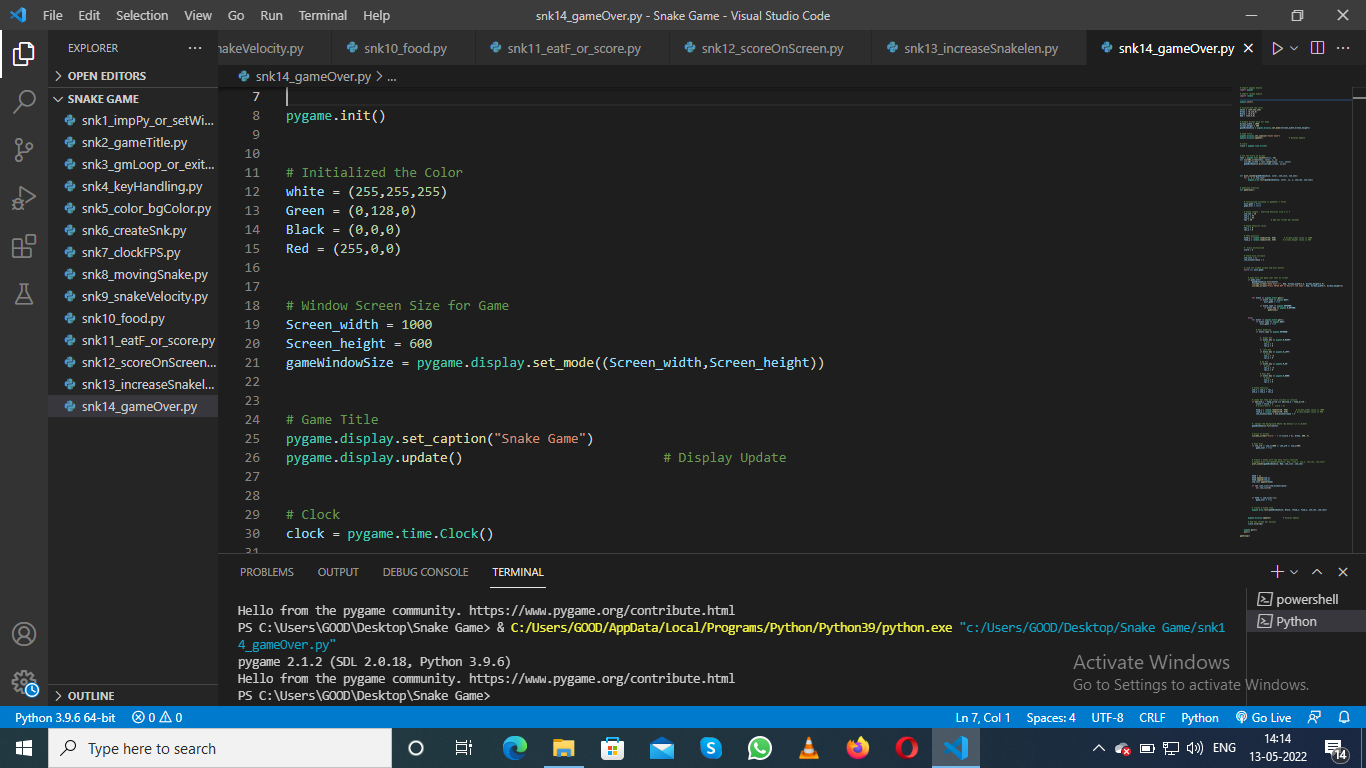 File Edit Selection View Go Run Terminal Help snk14_gameOver.py - Snake Game - Visual Studio Code
EXPLORER
OPEN EDITORS
SNAKE GAME
snk1_impPy_or_setWi...
snk2_gameTitle.py
snk3_gmLoop_or_exit...
snk4_keyHandling.py
snk5_color_bgColor.py
snk6_createSnk.py
snk7_clockFPS.py
snk8_movingSnake.py
snk9_snakeVelocity.py
snk10_food.py
snk11_eatF_or_score.py
snk12_scoreOnScreen...
snk13_increaseSnakel...
snk14_gameOver.py
OUTLINE
nakeVelocity.py snk10_food.py snk11_eatF_or_score.py snk12_scoreOnScreen.py snk13_increaseSnakelen.py snk14_gameOver.py
snk14_gameOver.py > ...
7
8 pygame.init()
9
10
11 # Initialized the Color
12 white = (255,255,255)
13 Green = (0,128,0)
14 Black = (0,0,0)
15 Red = (255,0,0)
16
17
18 # Window Screen Size for Game
19 Screen_width = 1000
20 Screen_height = 600
21 gameWindowSize = pygame.display.set_mode((Screen_width,Screen_height))
22
23
24 # Game Title
25 pygame.display.set_caption("Snake Game")
26 pygame.display.update() # Display Update
27
28
29 # Clock
30 clock = pygame.time.Clock()
31
PROBLEMS OUTPUT DEBUG CONSOLE TERMINAL
Hello from the pygame community. https://www.pygame.org/contribute.html
PS C:\Users\GOOD\Desktop\Snake Game> & C:/Users/GOOD/AppData/Local/Programs/Python/Python39/python.exe "c:/Users/GOOD/Desktop/Snake Game/snk1
4_gameOver.py"
pygame 2.1.2 (SDL 2.0.18, Python 3.9.6)
Hello from the pygame community. https://www.pygame.org/contribute.html
PS C:\Users\GOOD\Desktop\Snake Game>
powershell
Python
Activate Windows
Go to Settings to activate Windows.
Python 3.9.6 64-bit 0 0 Ln 7, Col 1 Spaces: 4 UTF-8 CRLF Python Go Live
Type here to search
ENG
14:14
13-05-2022
14